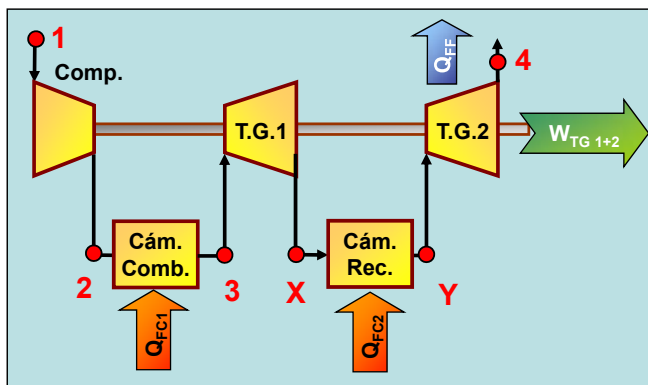 1
Comp.
Q_FF
4
T.G.1
T.G.2
W_TG 1+2
Cám.
Comb.
Cám.
Rec.
2
3
X
Y
Q_FC1
Q_FC2